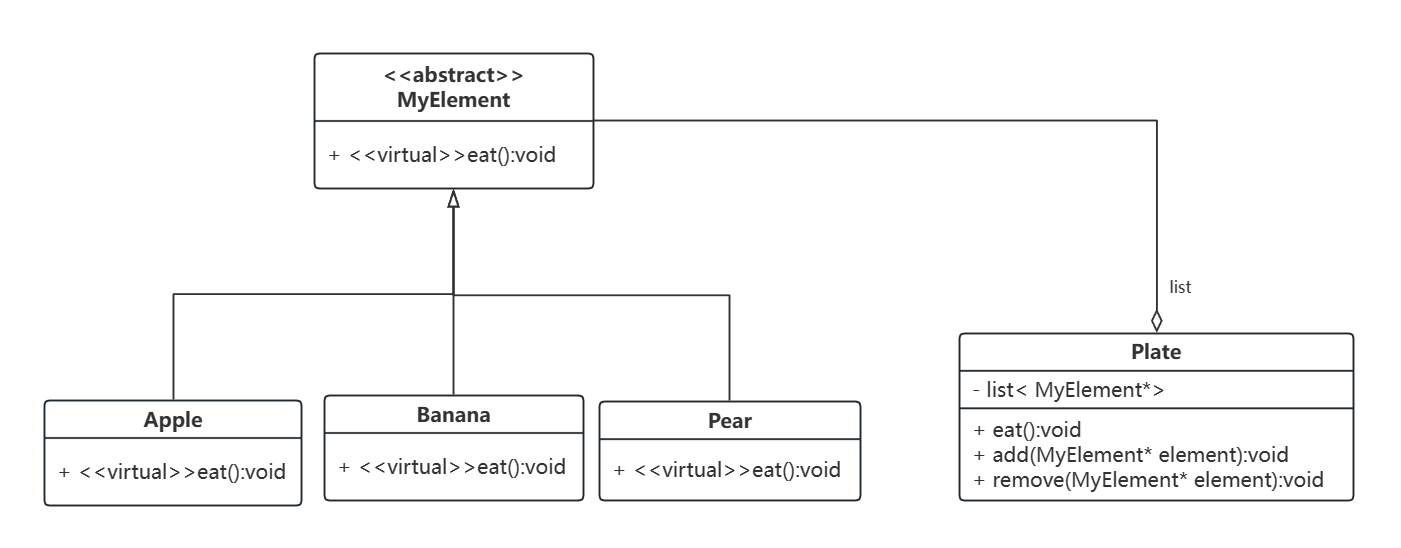 <<abstract>>
MyElement
+ <<virtual>>eat():void
list
Plate
- list< MyElement*>
+ eat():void
+ add(MyElement* element):void
+ remove(MyElement* element):void
Apple
+ <<virtual>>eat():void
Banana
+ <<virtual>>eat():void
Pear
+ <<virtual>>eat():void